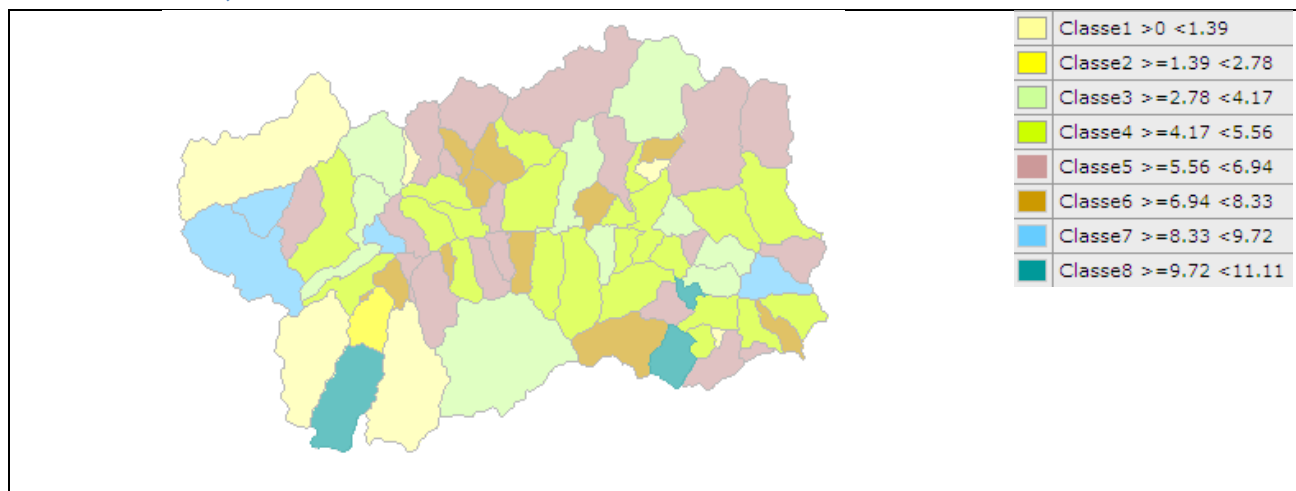 Classe1 >0 <1.39
Classe2 >=1.39 <2.78
Classe3 >=2.78 <4.17
Classe4 >=4.17 <5.56
Classe5 >=5.56 <6.94
Classe6 >=6.94 <8.33
Classe7 >=8.33 <9.72
Classe8 >=9.72 <11.11